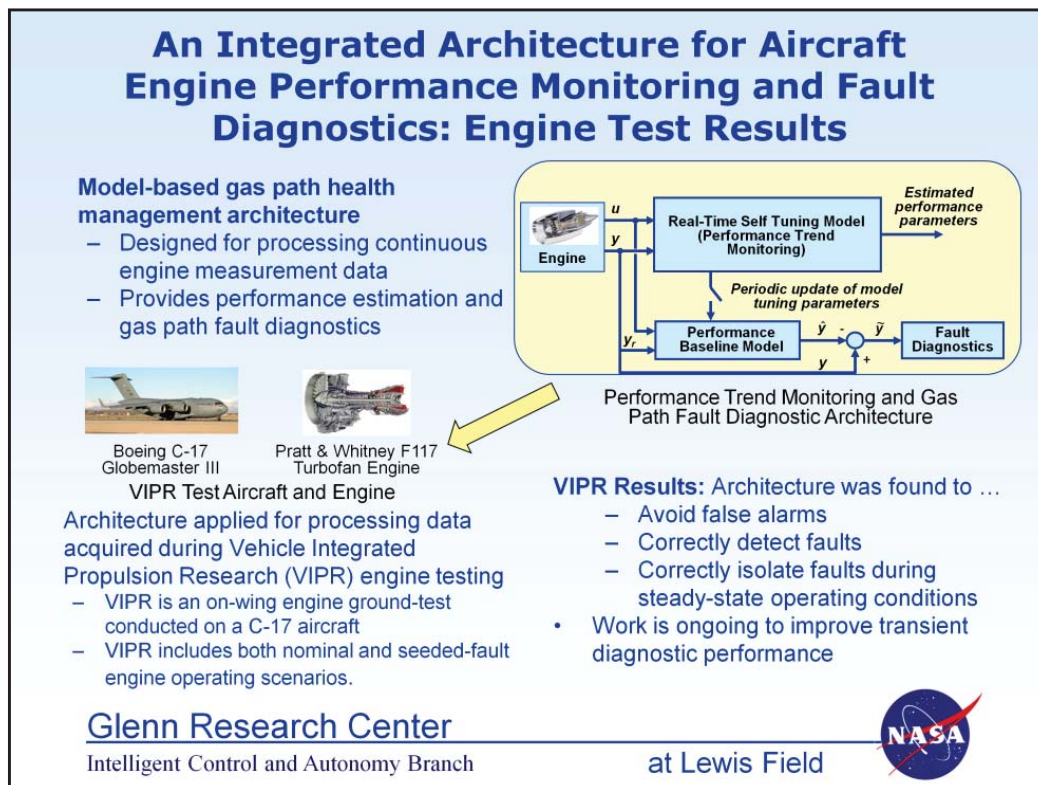 An Integrated Architecture for Aircraft
Engine Performance Monitoring and Fault
Diagnostics: Engine Test Results
Model-based gas path health
management architecture
– Designed for processing continuous
engine measurement data
– Provides performance estimation and
gas path fault diagnostics
Engine
u
y
Real-Time Self Tuning Model
(Performance Trend
Monitoring)
Estimated
performance
parameters
Periodic update of model
tuning parameters
yr
Performance
Baseline Model
ŷ
-
ỹ
y
+
Fault
Diagnostics
Performance Trend Monitoring and Gas
Path Fault Diagnostic Architecture
Boeing C-17
Globemaster III
Pratt & Whitney F117
Turbofan Engine
VIPR Test Aircraft and Engine
Architecture applied for processing data
acquired during Vehicle Integrated
Propulsion Research (VIPR) engine testing
– VIPR is an on-wing engine ground-test
conducted on a C-17 aircraft
– VIPR includes both nominal and seeded-fault
engine operating scenarios.
VIPR Results: Architecture was found to …
– Avoid false alarms
– Correctly detect faults
– Correctly isolate faults during
steady-state operating conditions
• Work is ongoing to improve transient
diagnostic performance
Glenn Research Center
Intelligent Control and Autonomy Branch
at Lewis Field
NASA